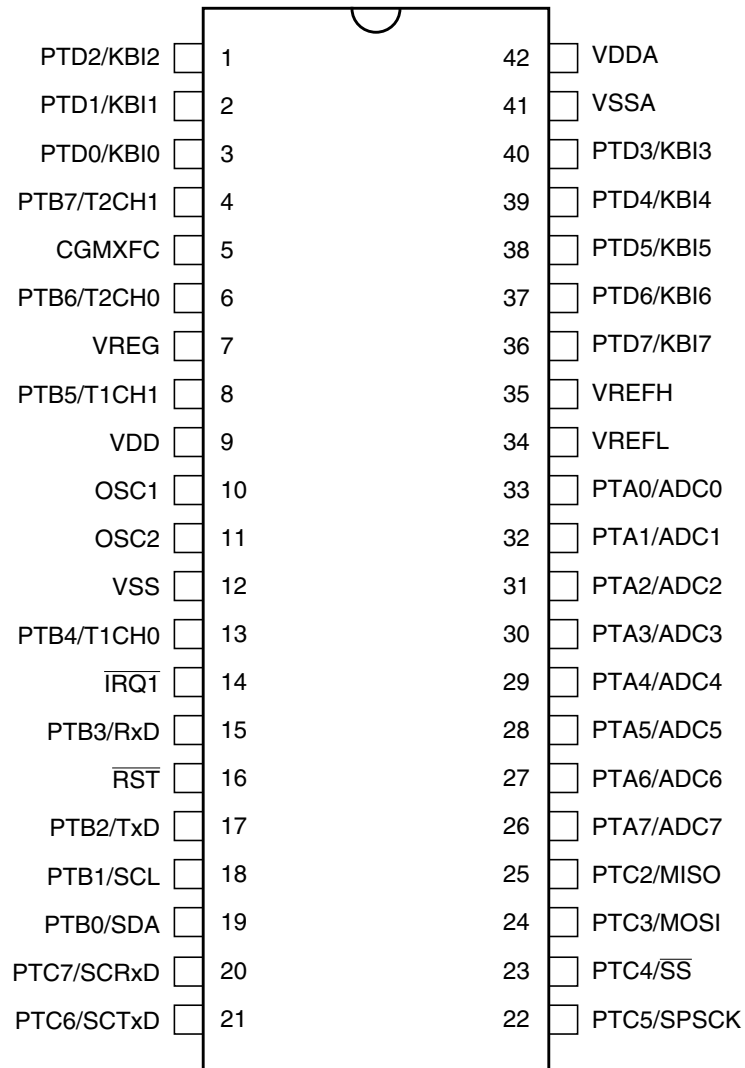 PTD2/KBI2 1 42 VDDA
PTD1/KBI1 2 41 VSSA
PTD0/KBI0 3 40 PTD3/KBI3
PTB7/T2CH1 4 39 PTD4/KBI4
CGMXFC 5 38 PTD5/KBI5
PTB6/T2CH0 6 37 PTD6/KBI6
VREG 7 36 PTD7/KBI7
PTB5/T1CH1 8 35 VREFH
VDD 9 34 VREFL
OSC1 10 33 PTA0/ADC0
OSC2 11 32 PTA1/ADC1
VSS 12 31 PTA2/ADC2
PTB4/T1CH0 13 30 PTA3/ADC3
I̅R̅Q̅1̅ 14 29 PTA4/ADC4
PTB3/RxD 15 28 PTA5/ADC5
R̅S̅T̅ 16 27 PTA6/ADC6
PTB2/TxD 17 26 PTA7/ADC7
PTB1/SCL 18 25 PTC2/MISO
PTB0/SDA 19 24 PTC3/MOSI
PTC7/SCRxD 20 23 PTC4/S̅S̅
PTC6/SCTxD 21 22 PTC5/SPSCK